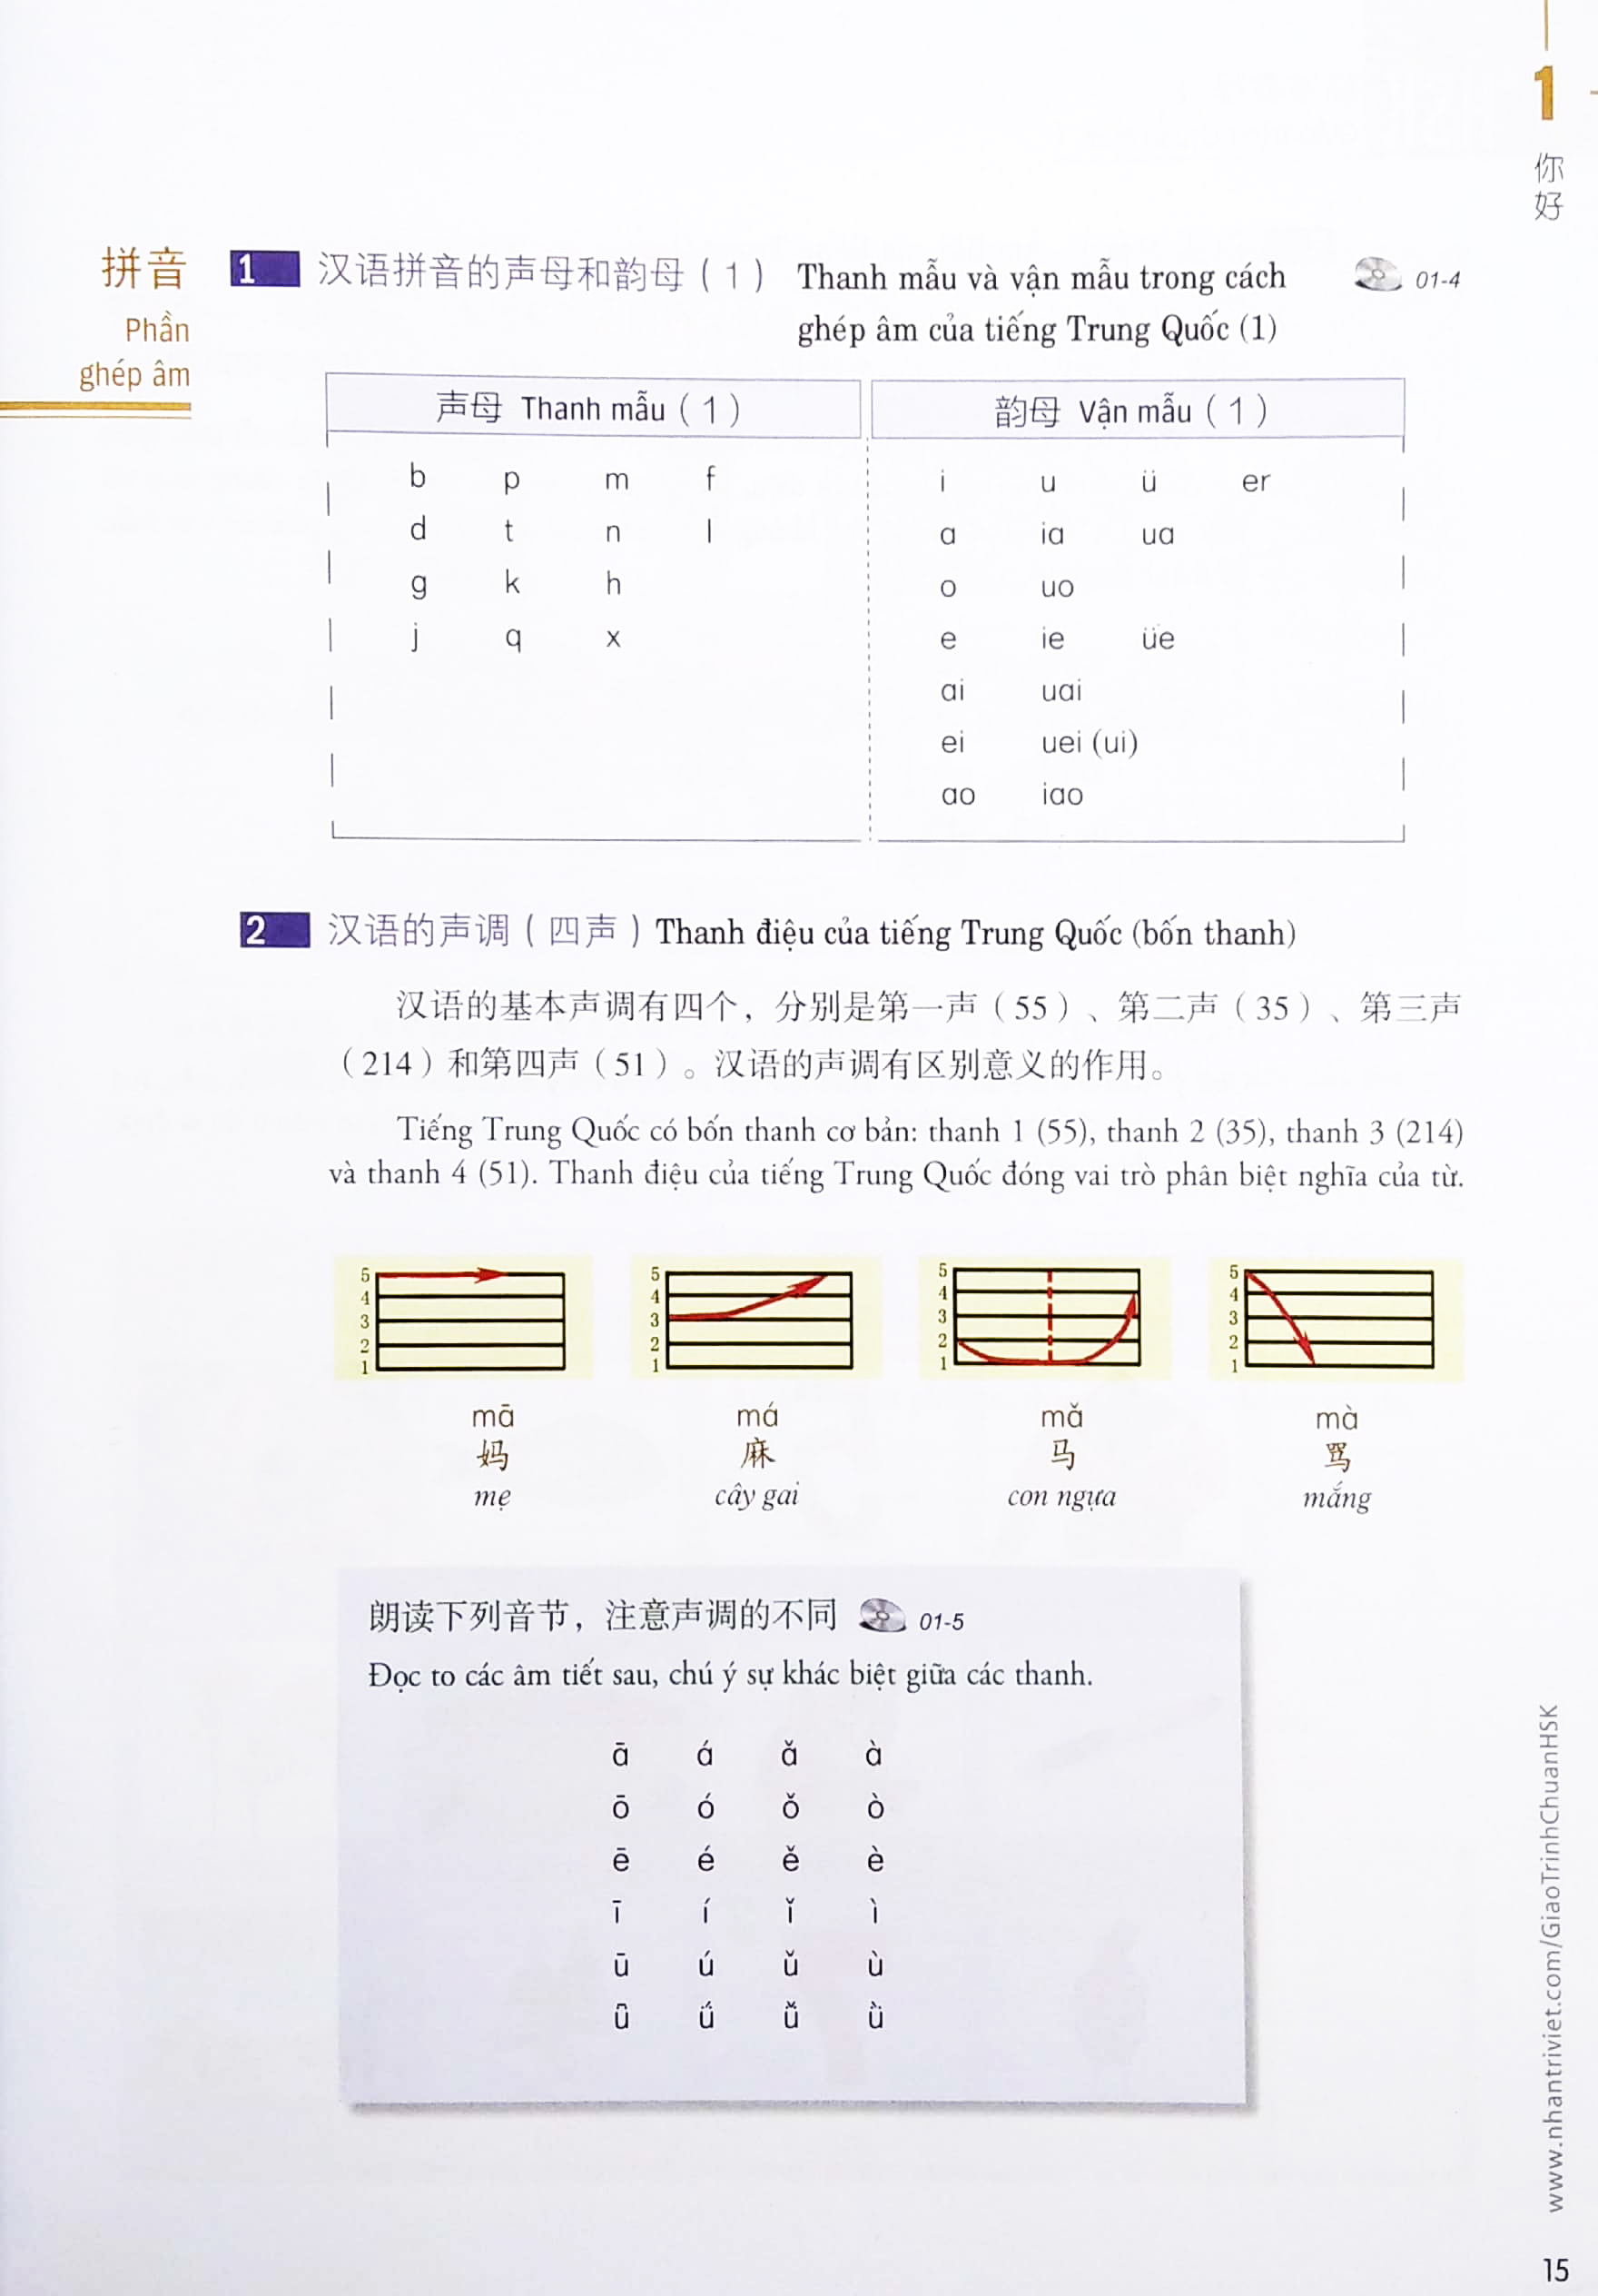 1
你好
拼音
Phần
ghép âm
1 汉语拼音的声母和韵母（1） Thanh mẫu và vận mẫu trong cách 01-4
ghép âm của tiếng Trung Quốc (1)
声母 Thanh mẫu（1） 韵母 Vận mẫu（1）
b p m f i u ü er
d t n l a ia ua
g k h o uo
j q x e ie üe
ai uai
ei uei (ui)
ao iao
2 汉语的声调（四声）Thanh điệu của tiếng Trung Quốc (bốn thanh)
汉语的基本声调有四个，分别是第一声（55）、第二声（35）、第三声
（214）和第四声（51）。汉语的声调有区别意义的作用。
Tiếng Trung Quốc có bốn thanh cơ bản: thanh 1 (55), thanh 2 (35), thanh 3 (214)
và thanh 4 (51). Thanh điệu của tiếng Trung Quốc đóng vai trò phân biệt nghĩa của từ.
5 5 5 5
4 4 4 4
3 3 3 3
2 2 2 2
1 1 1 1
mā má mǎ mà
妈 麻 马 骂
mẹ cây gai con ngựa mắng
朗读下列音节，注意声调的不同 01-5
Đọc to các âm tiết sau, chú ý sự khác biệt giữa các thanh.
ā á ǎ à
ō ó ǒ ò
ē é ě è
ī í ǐ ì
ū ú ǔ ù
ǖ ǘ ǚ ǜ
www.nhantriviet.com/GiaoTrinhChuanHSK
15